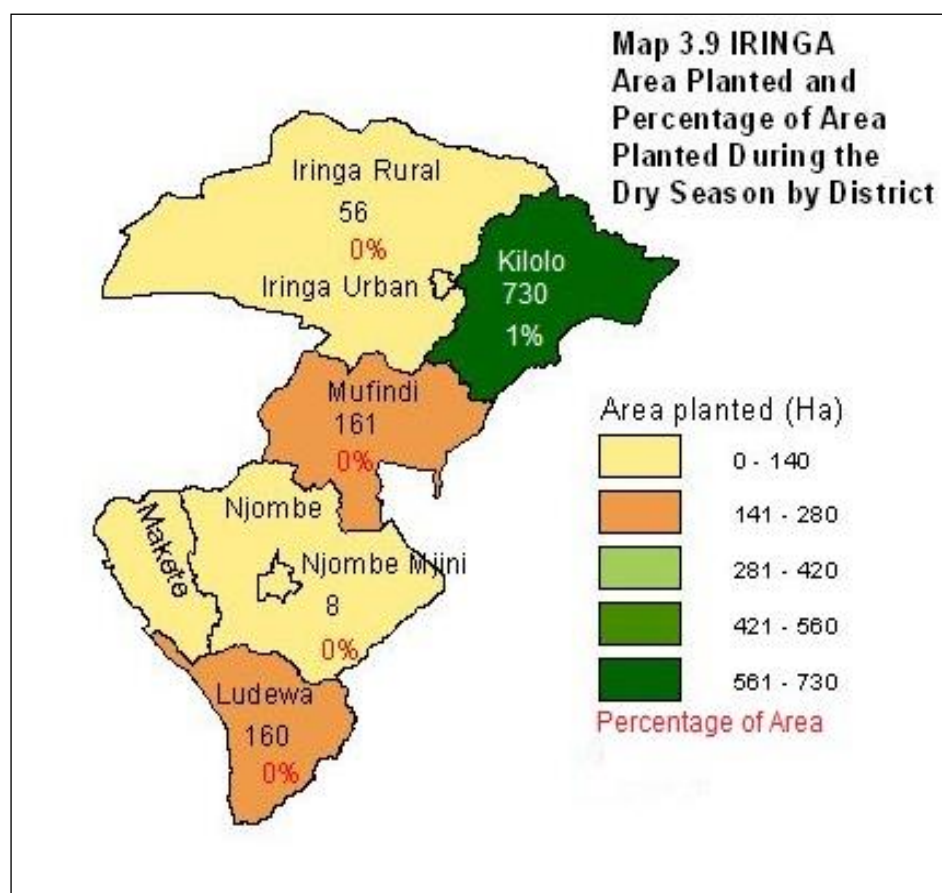 Map 3.9 IRINGA
Area Planted and
Percentage of Area
Planted During the
Dry Season by District
Iringa Rural
56
0%
Iringa Urban
Kilolo
730
1%
Mufindi
161
0%
Makete
Njombe
Njombe Mjini
8
0%
Ludewa
160
0%
Area planted (Ha)
0 - 140
141 - 280
281 - 420
421 - 560
561 - 730
Percentage of Area